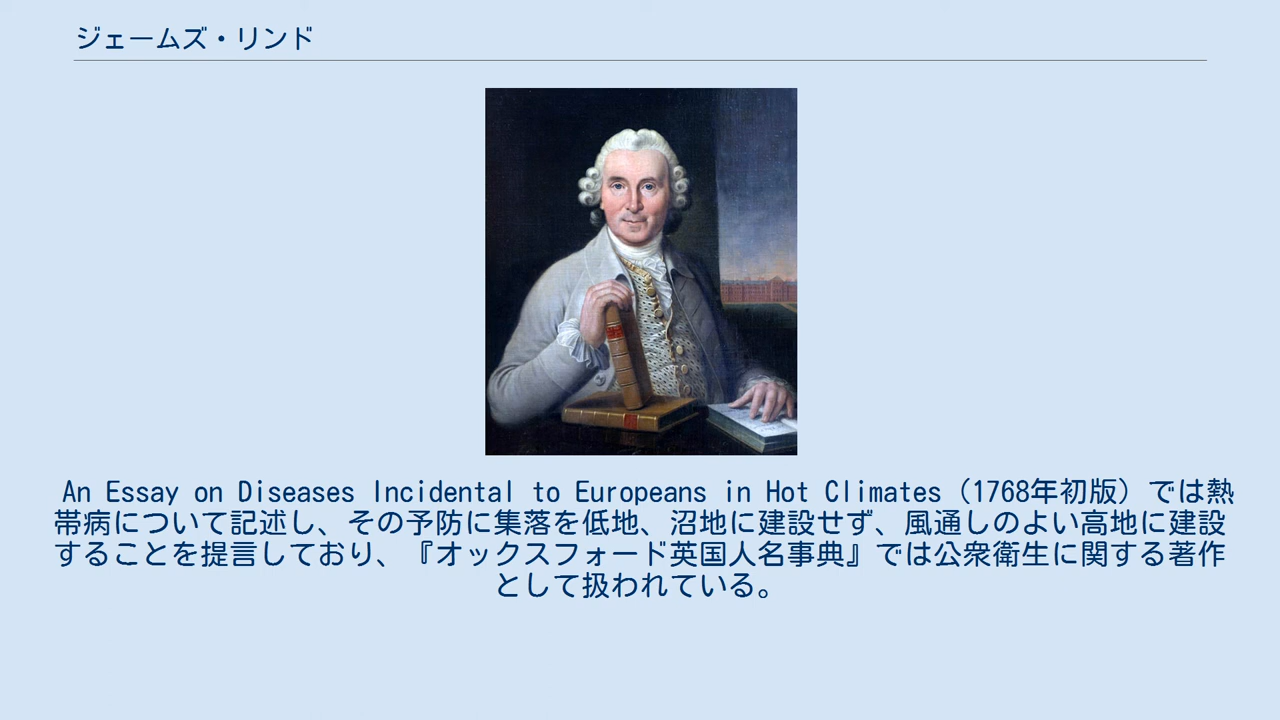 ジェームズ・リンド
An Essay on Diseases Incidental to Europeans in Hot Climates（1768年初版）では熱
帯病について記述し、その予防に集落を低地、沼地に建設せず、風通しのよい高地に建設
することを提言しており、『オックスフォード英国人名事典』では公衆衛生に関する著作
として扱われている。